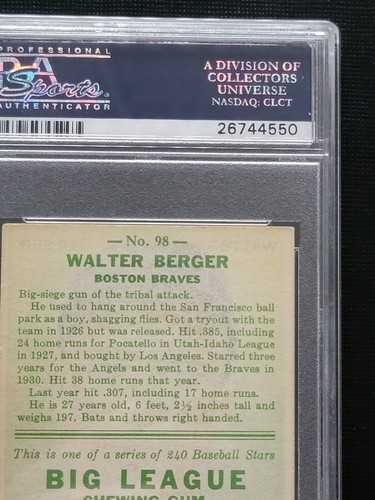 PROFESSIONAL
PSA
Sports
AUTHENTICATOR
A DIVISION OF
COLLECTORS
UNIVERSE
NASDAQ: CLCT
26744550
— No. 98 —
WALTER BERGER
BOSTON BRAVES
Big-siege gun of the tribal attack.
He used to hang around the San Francisco ball
park as a boy, shagging flies. Got a tryout with the
team in 1926 but was released. Hit .385, including
24 home runs for Pocatello in Utah-Idaho League
in 1927, and bought by Los Angeles. Starred three
years for the Angels and went to the Braves in
1930. Hit 38 home runs that year.
Last year hit .307, including 17 home runs.
He is 27 years old, 6 feet, 2½ inches tall and
weighs 197. Bats and throws right handed.
This is one of a series of 240 Baseball Stars
BIG LEAGUE
CHEWING GUM